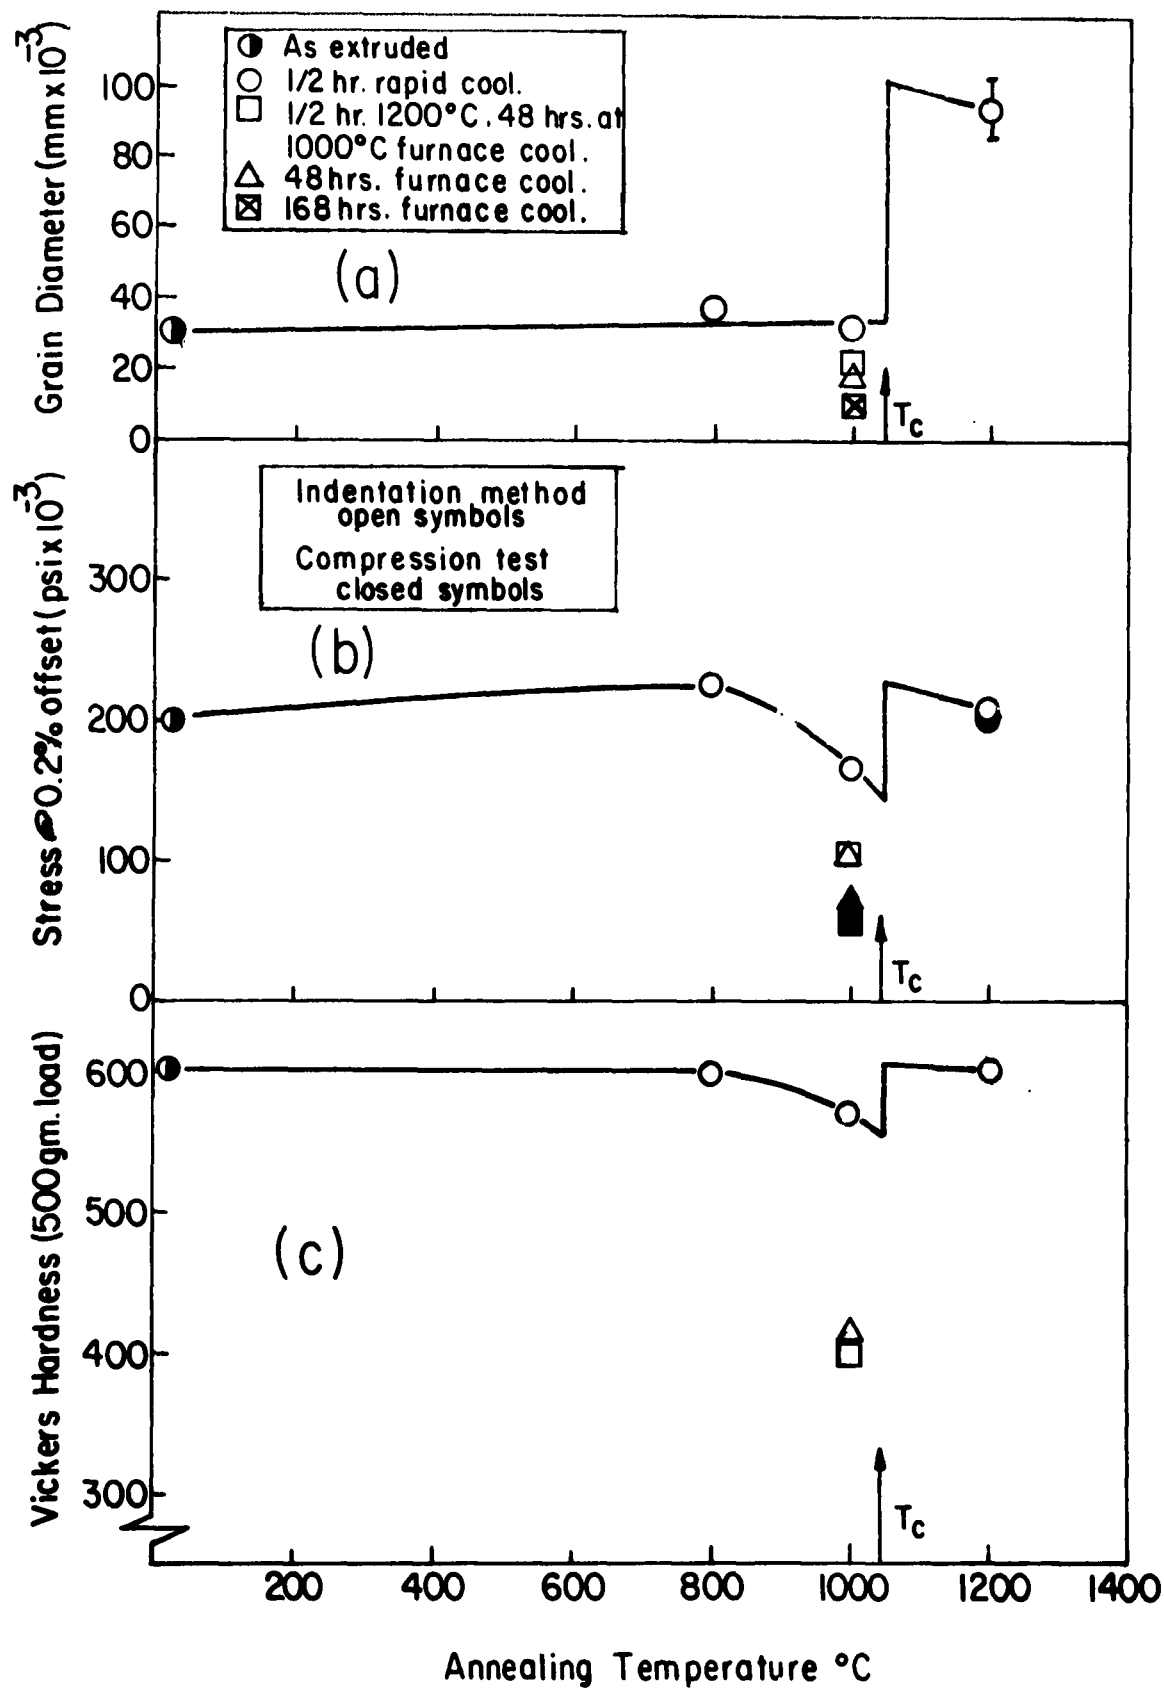 Grain Diameter (mm x 10⁻³)
100
80
60
40
20
0
As extruded
1/2 hr. rapid cool.
1/2 hr. 1200°C. 48 hrs. at
1000°C furnace cool.
48 hrs. furnace cool.
168 hrs. furnace cool.
(a)
Tc
Stress @ 0.2% offset (psi x 10⁻³)
300
200
100
0
Indentation method
open symbols
Compression test
closed symbols
(b)
Tc
Vickers Hardness (500gm. load)
600
500
400
300
(c)
Tc
200 400 600 800 1000 1200 1400
Annealing Temperature °C